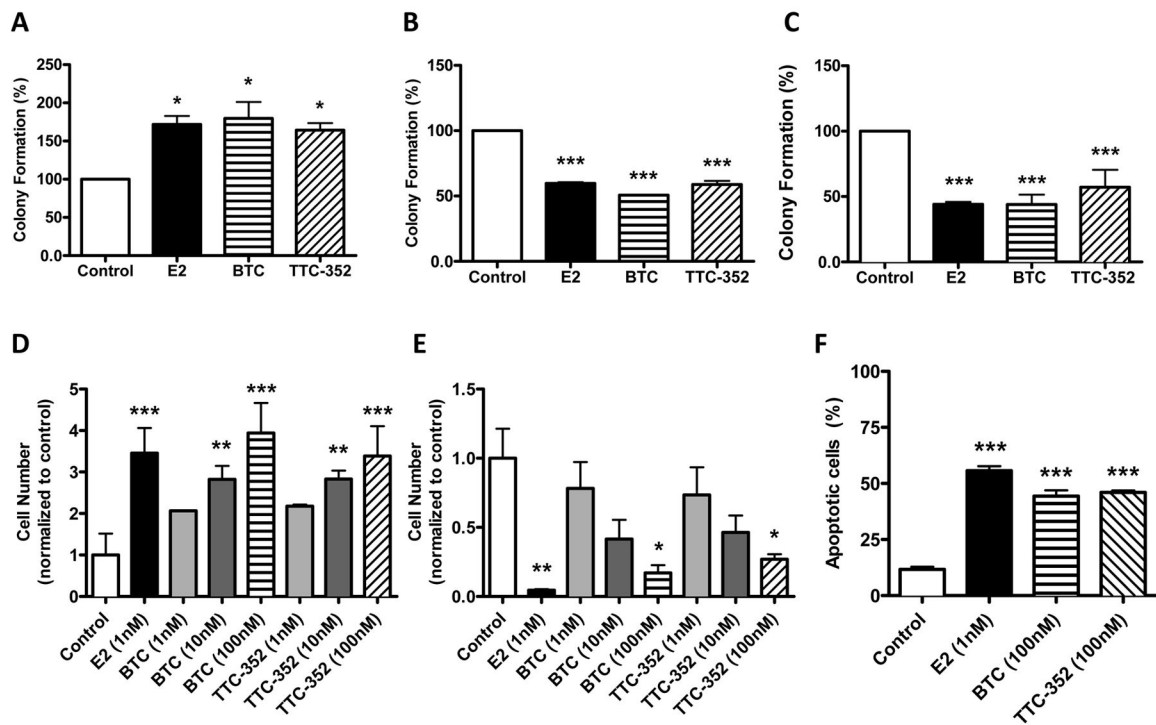 A
Colony Formation (%)
250
200
150
100
50
0.0
*
*
*
Control
E2
BTC
TTC-352
B
Colony Formation (%)
150
100
50
0.0
***
***
***
Control
E2
BTC
TTC-352
C
Colony Formation (%)
150
100
50
0.0
***
***
***
Control
E2
BTC
TTC-352
D
Cell Number
(normalized to control)
5
4
3
2
1
0
***
**
***
**
***
Control
E2 (1nM)
BTC (1nM)
BTC (10nM)
BTC (100nM)
TTC-352 (1nM)
TTC-352 (10nM)
TTC-352 (100nM)
E
Cell Number
(normalized to control)
1.5
1.0
0.5
0.0
**
*
*
Control
E2 (1nM)
BTC (1nM)
BTC (10nM)
BTC (100nM)
TTC-352 (1nM)
TTC-352 (10nM)
TTC-352 (100nM)
F
Apoptotic cells (%)
100
75
50
25
0
***
***
***
Control
E2 (1nM)
BTC (100nM)
TTC-352 (100nM)